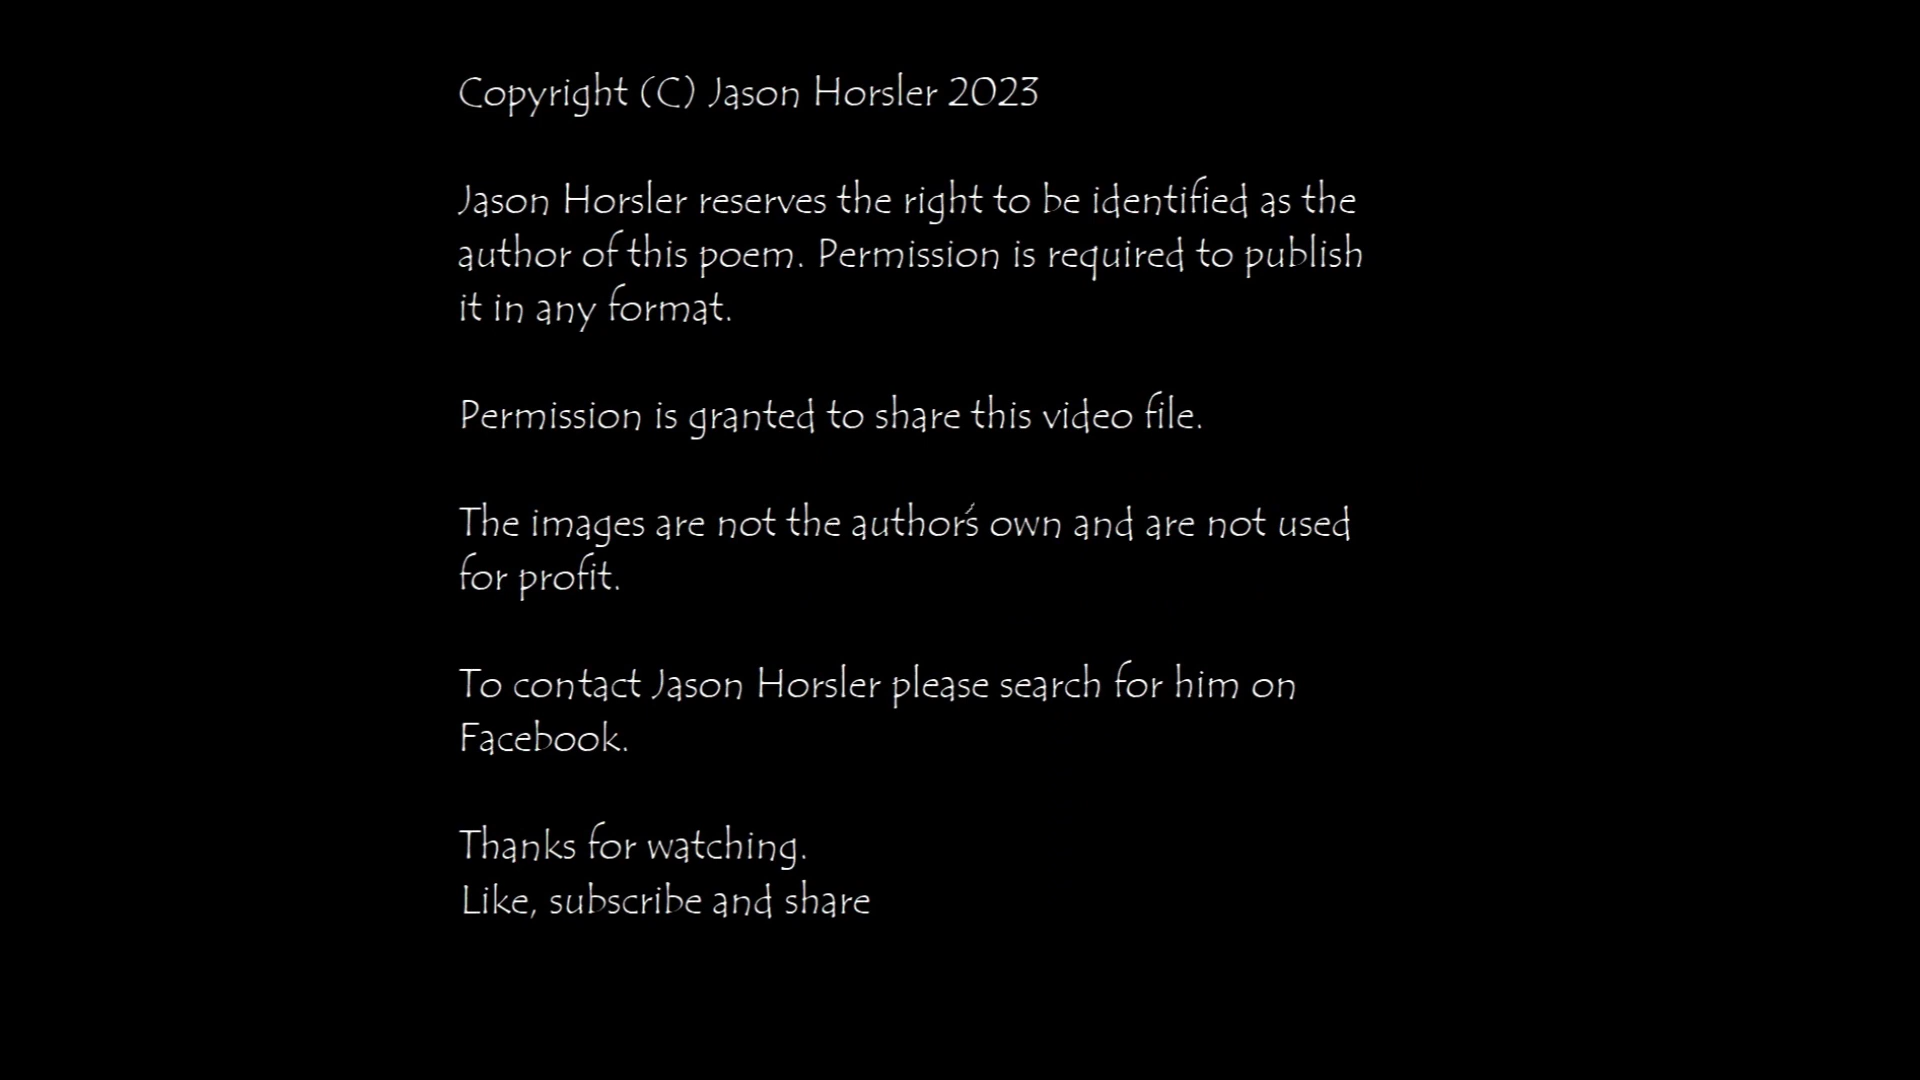 Copyright (C) Jason Horsler 2023
Jason Horsler reserves the right to be identified as the
author of this poem. Permission is required to publish
it in any format.
Permission is granted to share this video file.
The images are not the author's own and are not used
for profit.
To contact Jason Horsler please search for him on
Facebook.
Thanks for watching.
Like, subscribe and share